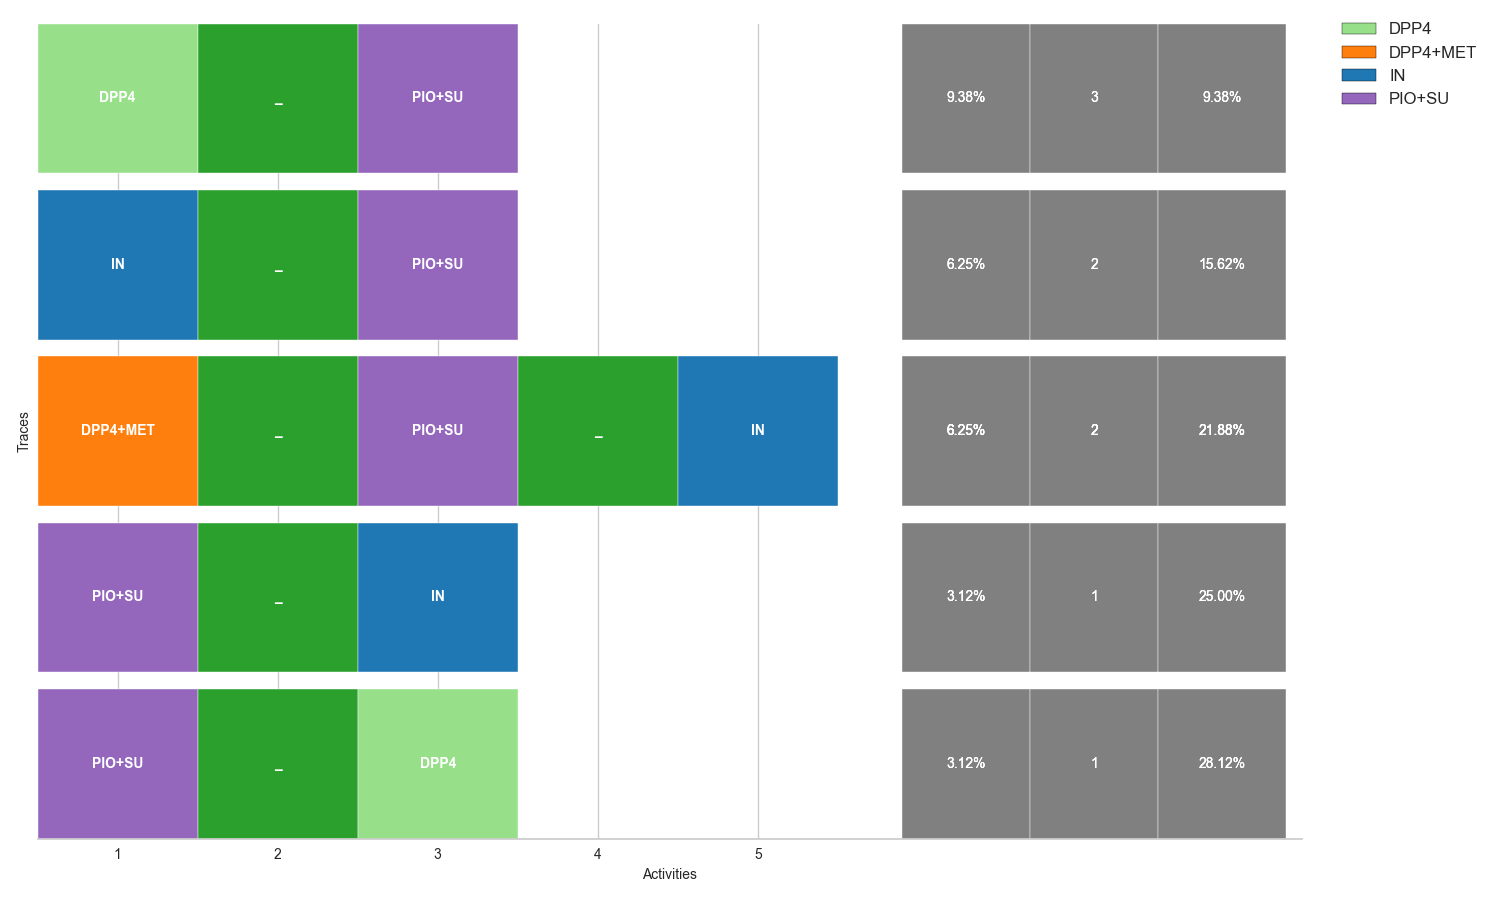 DPP4 _ PIO+SU 9.38% 3 9.38%
IN _ PIO+SU 6.25% 2 15.62%
DPP4+MET _ PIO+SU _ IN 6.25% 2 21.88%
PIO+SU _ IN 3.12% 1 25.00%
PIO+SU _ DPP4 3.12% 1 28.12%
Traces
1 2 3 4 5
Activities
DPP4
DPP4+MET
IN
PIO+SU